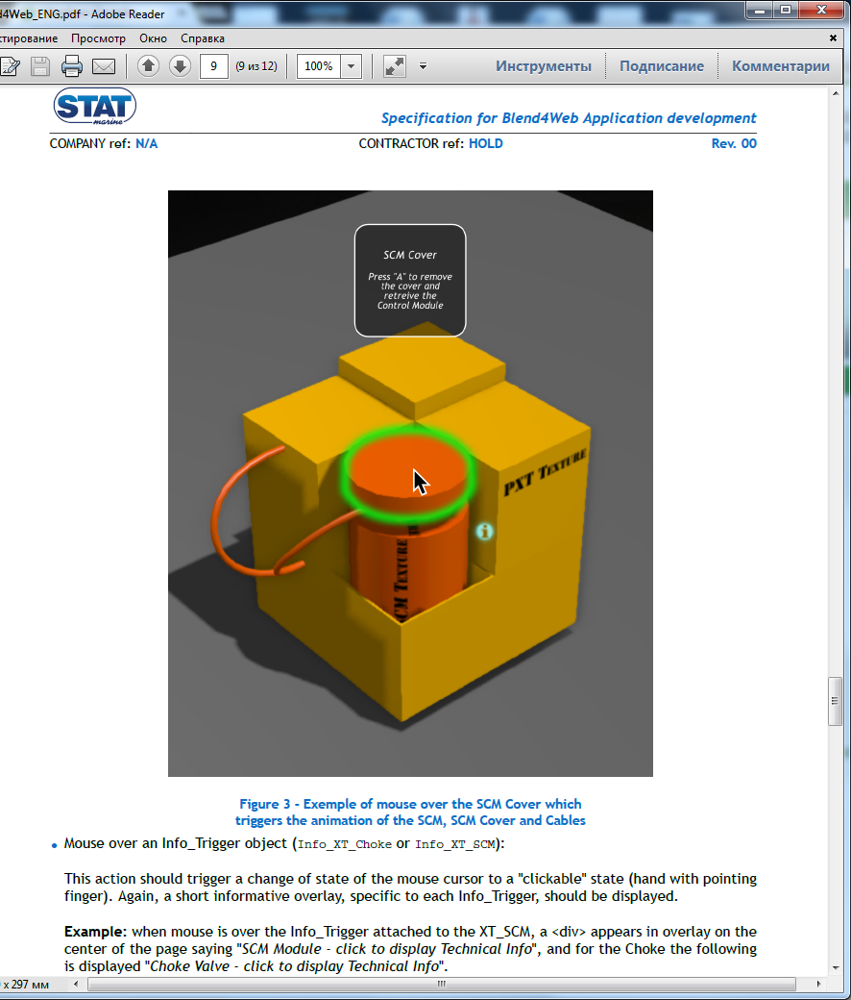 d4Web_ENG.pdf - Adobe Reader
Просмотр Окно Справка
9 (9 из 12) 100% Инструменты Подписание Комментарии
STAT
marine
Specification for Blend4Web Application development
COMPANY ref: N/A CONTRACTOR ref: HOLD Rev. 00
SCM Cover
Press "A" to remove
the cover and
retreive the
Control Module
PXT TEXTURE
CM TEXTURE
Figure 3 - Exemple of mouse over the SCM Cover which
triggers the animation of the SCM, SCM Cover and Cables
• Mouse over an Info_Trigger object (Info_XT_Choke or Info_XT_SCM):
This action should trigger a change of state of the mouse cursor to a "clickable" state (hand with pointing
finger). Again, a short informative overlay, specific to each Info_Trigger, should be displayed.
Example: when mouse is over the Info_Trigger attached to the XT_SCM, a <div> appears in overlay on the
center of the page saying "SCM Module - click to display Technical Info", and for the Choke the following
is displayed "Choke Valve - click to display Technical Info".
x 297 мм